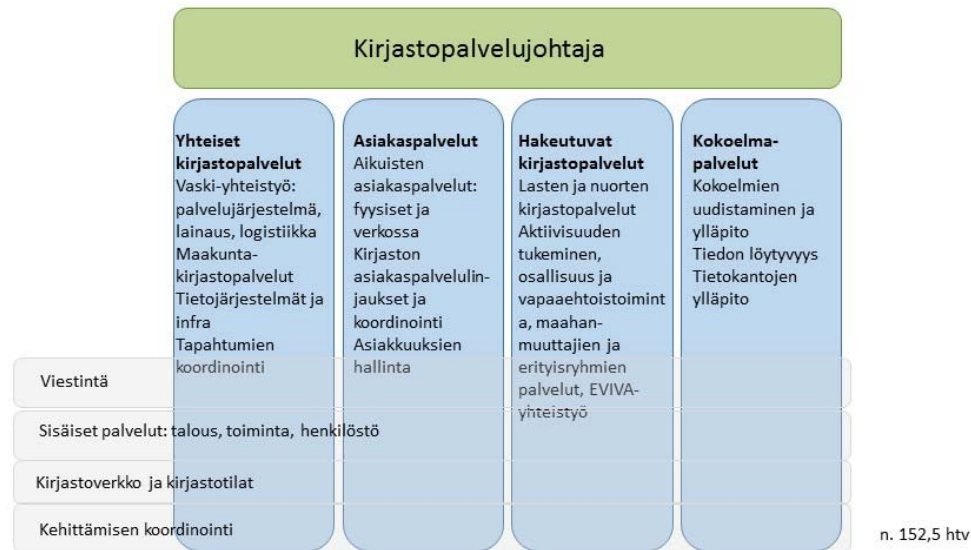 Kirjastopalvelujohtaja
Yhteiset
kirjastopalvelut
Vaski-yhteistyö:
palvelujärjestelmä,
lainaus, logistiikka
Maakunta-
kirjastopalvelut
Tietojärjestelmät ja
infra
Tapahtumien
koordinointi
Asiakaspalvelut
Aikuisten
asiakaspalvelut:
fyysiset ja
verkossa
Kirjaston
asiakaspalvelulin-
jaukset ja
koordinointi
Asiakkuuksien
hallinta
Hakeutuvat
kirjastopalvelut
Lasten ja nuorten
kirjastopalvelut
Aktiivisuuden
tukeminen,
osallisuus ja
vapaaehtoistoimint
a, maahan-
muuttajien ja
erityisryhmien
palvelut, EVIVA-
yhteistyö
Kokoelma-
palvelut
Kokoelmien
uudistaminen ja
ylläpito
Tiedon löytyvyys
Tietokantojen
ylläpito
Viestintä
Sisäiset palvelut: talous, toiminta, henkilöstö
Kirjastoverkko ja kirjastotilat
Kehittämisen koordinointi
n. 152,5 htv